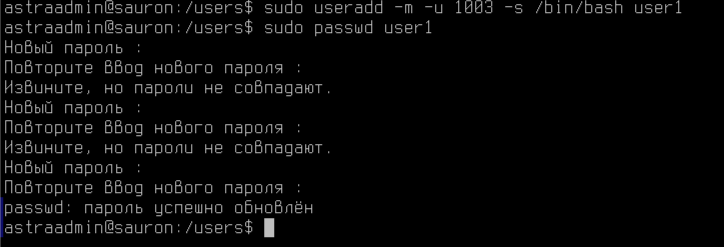 astraadmin@sauron:/users$ sudo useradd -m -u 1003 -s /bin/bash user1
astraadmin@sauron:/users$ sudo passwd user1
Новый пароль :
Повторите ввод нового пароля :
Извините, но пароли не совпадают.
Новый пароль :
Повторите ввод нового пароля :
Извините, но пароли не совпадают.
Новый пароль :
Повторите ввод нового пароля :
passwd: пароль успешно обновлён
astraadmin@sauron:/users$